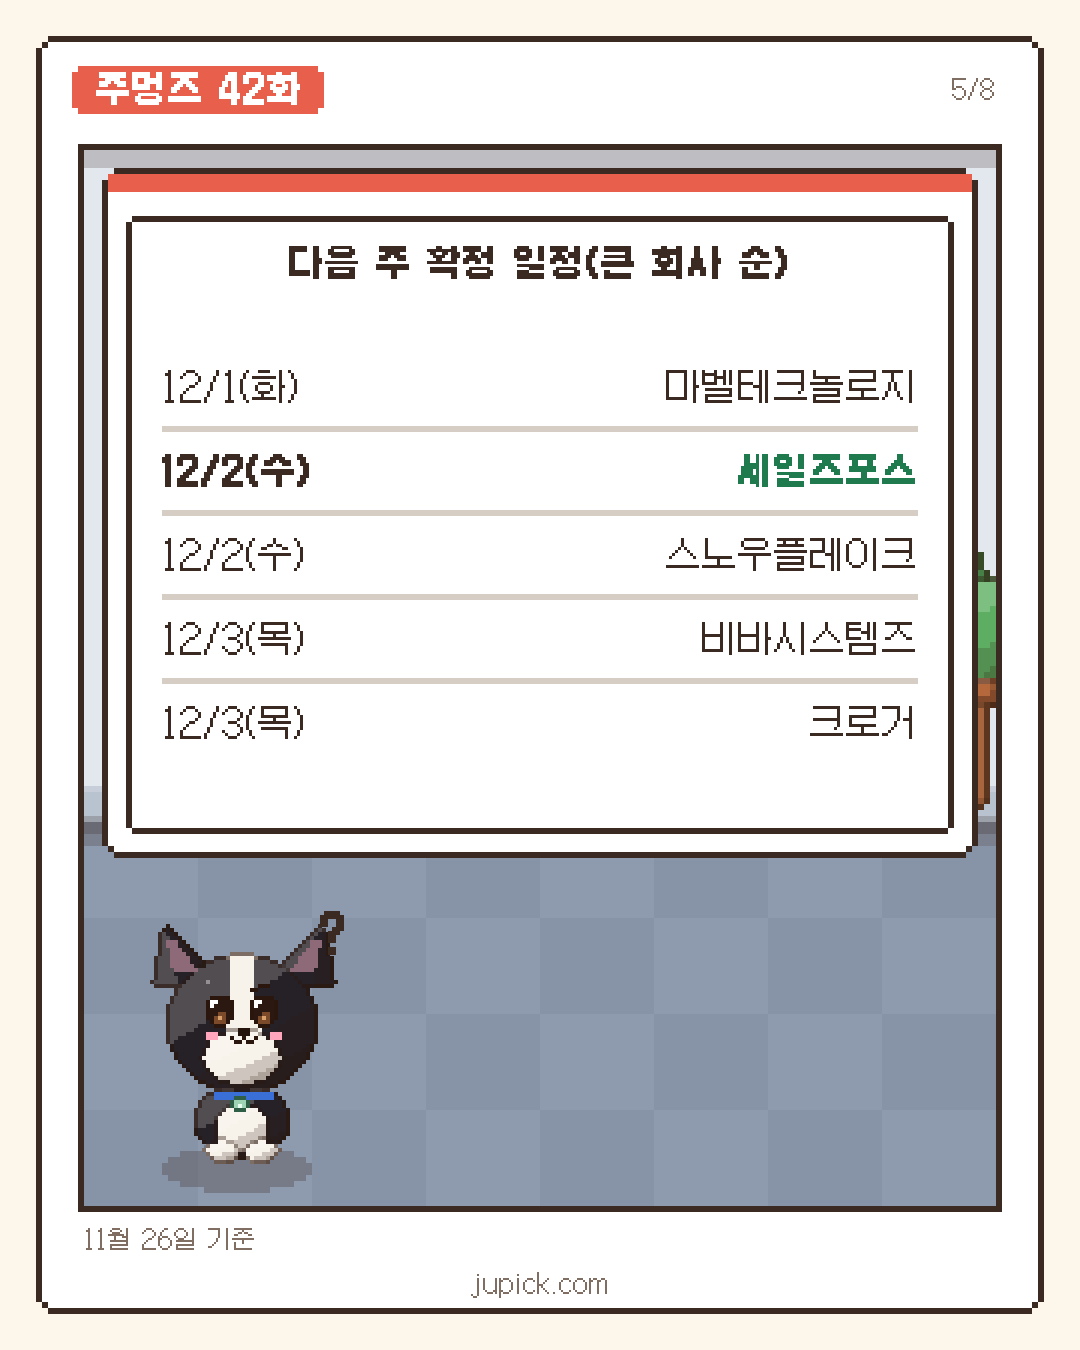 주멍즈 42화
5/8
다음 주 확정 일정(큰 회사 순)
12/1(화) 마벨테크놀로지
12/2(수) 세일즈포스
12/2(수) 스노우플레이크
12/3(목) 비바시스템즈
12/3(목) 크로거
?
11월 26일 기준
jupick.com